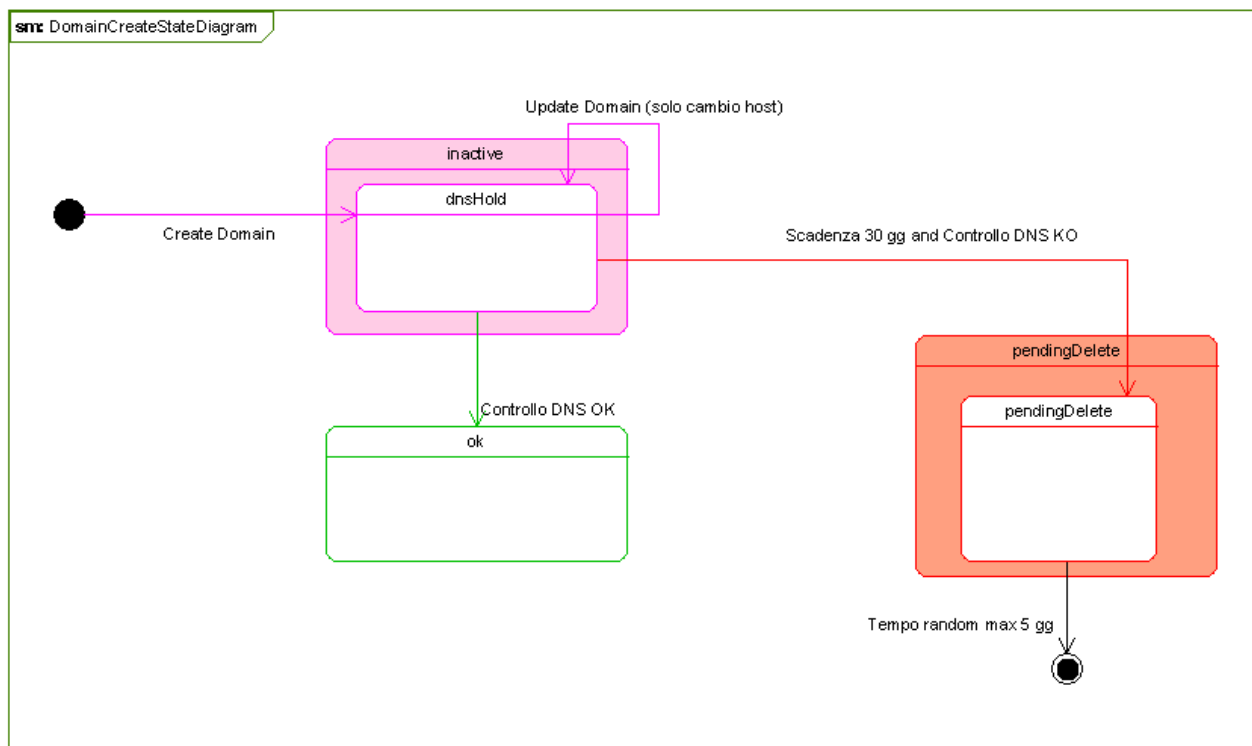 sm: DomainCreateStateDiagram
Update Domain (solo cambio host)
inactive
dnsHold
Create Domain
Scadenza 30 gg and Controllo DNS KO
pendingDelete
pendingDelete
Controllo DNS OK
ok
Tempo random max 5 gg